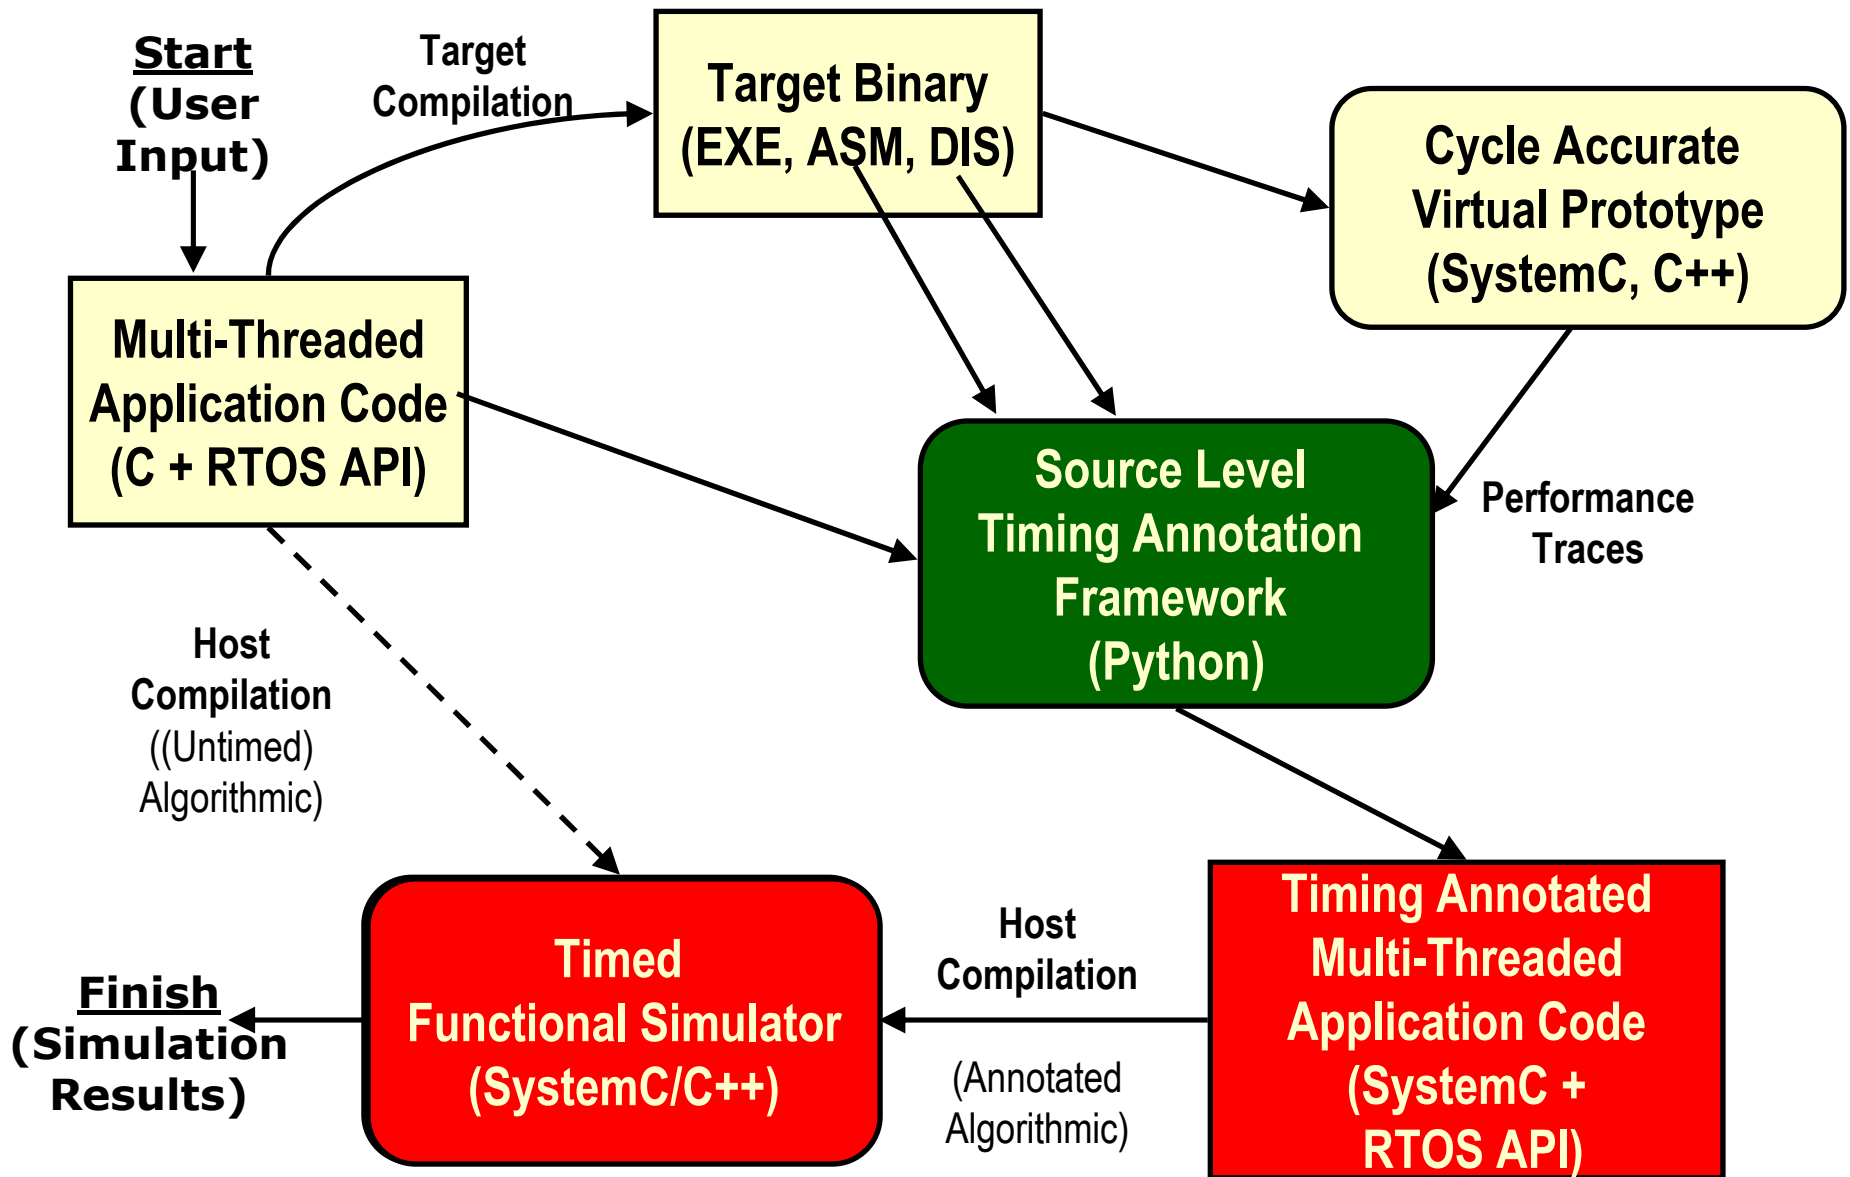 Start
(User
Input)
Target
Compilation
Target Binary
(EXE, ASM, DIS)
Cycle Accurate
Virtual Prototype
(SystemC, C++)
Multi-Threaded
Application Code
(C + RTOS API)
Source Level
Timing Annotation
Framework
(Python)
Performance
Traces
Host
Compilation
((Untimed)
Algorithmic)
Timing Annotated
Multi-Threaded
Application Code
(SystemC +
RTOS API)
Host
Compilation
(Annotated
Algorithmic)
Timed
Functional Simulator
(SystemC/C++)
Finish
(Simulation
Results)